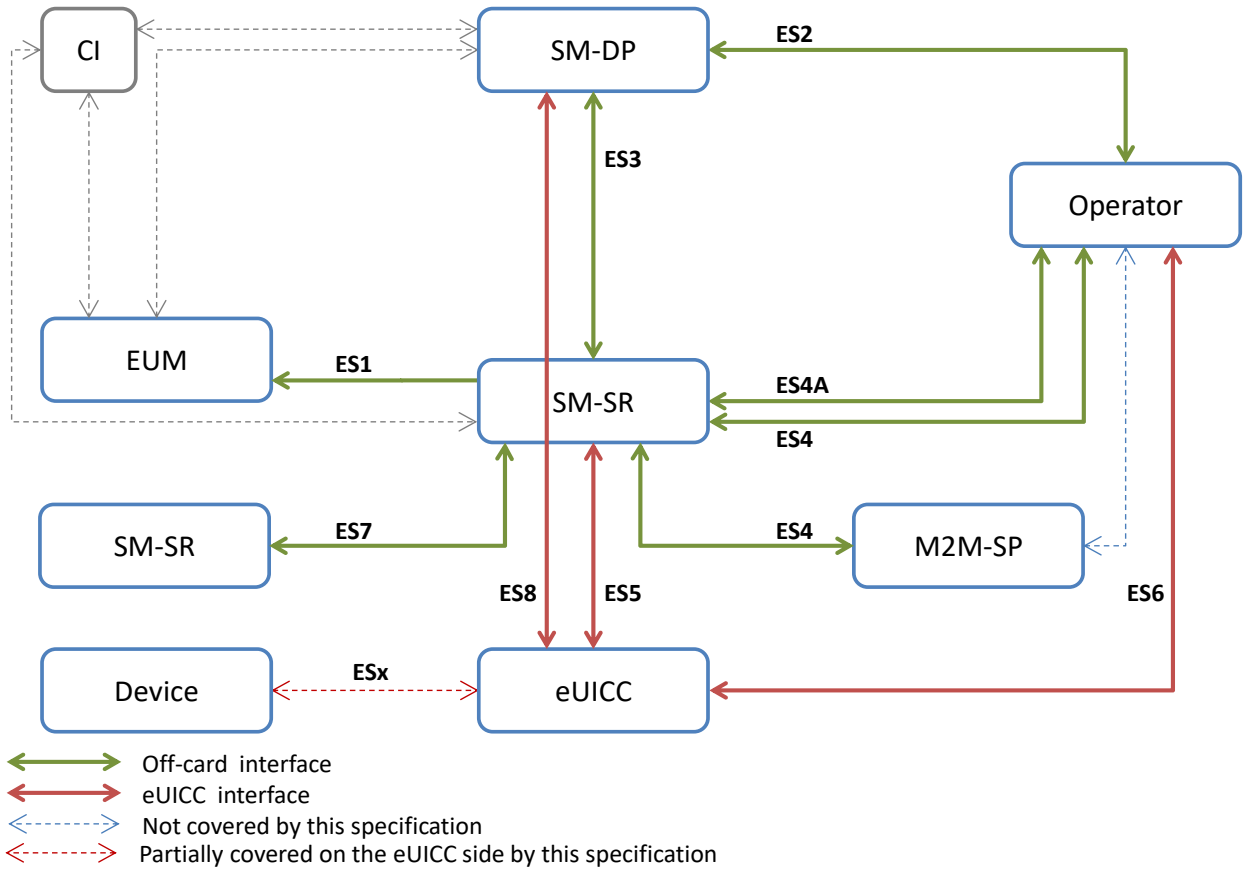 CI
SM-DP
ES2
ES3
Operator
EUM
ES1
SM-SR
ES4A
ES4
SM-SR
ES7
ES4
M2M-SP
ES8
ES5
ES6
Device
ESx
eUICC
Off-card interface
eUICC interface
Not covered by this specification
Partially covered on the eUICC side by this specification